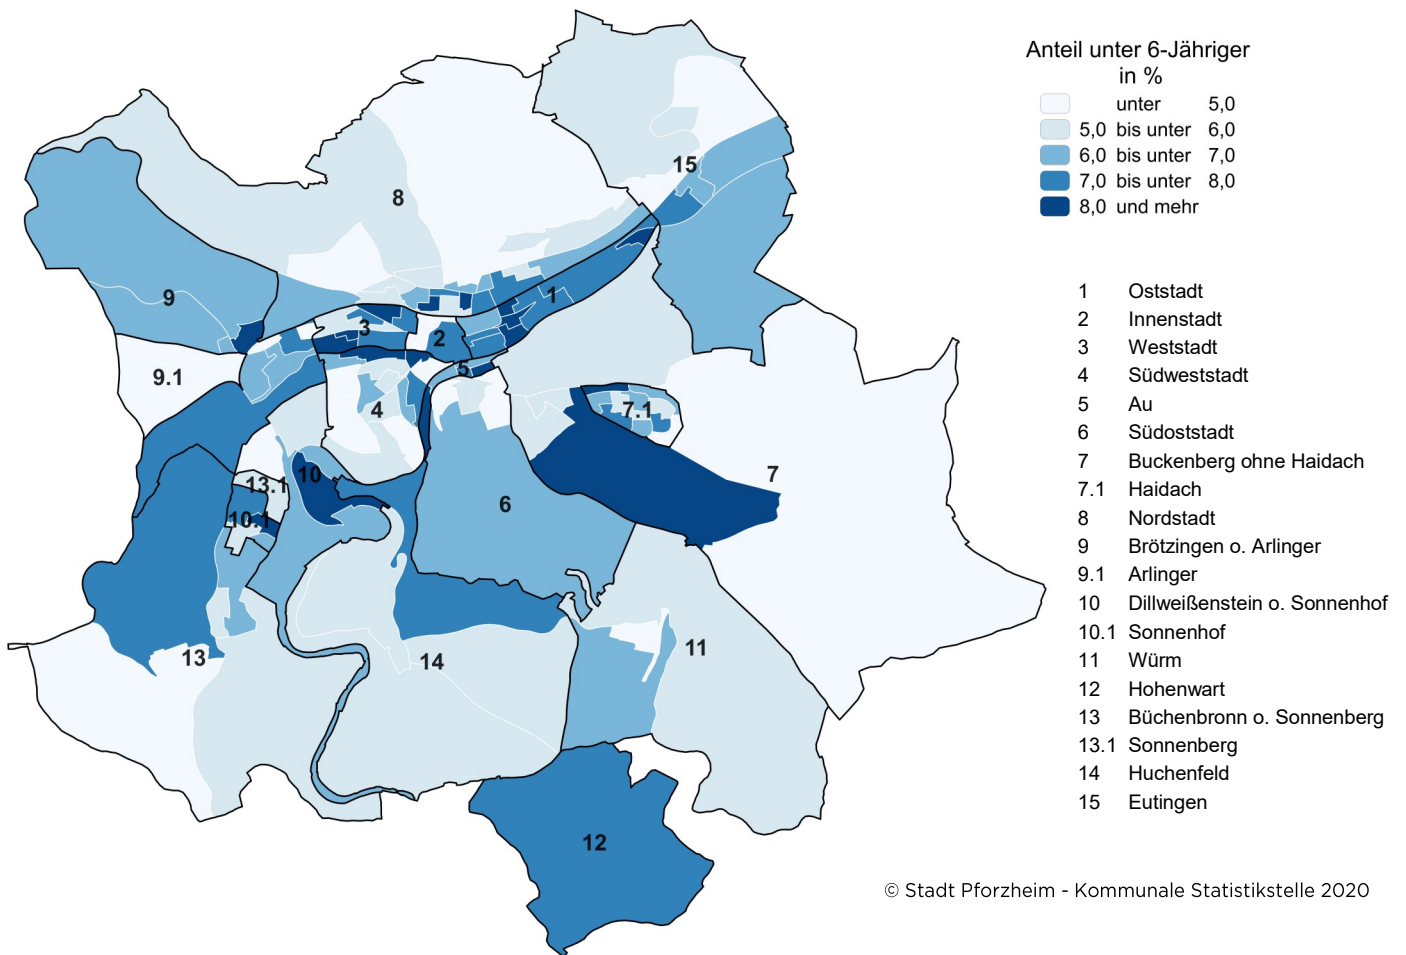 Anteil unter 6-Jähriger
in %
unter 5,0
5,0 bis unter 6,0
6,0 bis unter 7,0
7,0 bis unter 8,0
8,0 und mehr
15
8
9
1
3
2
9.1
5
4
7.1
10
13.1
7
6
10.1
13
14
11
12
1 Oststadt
2 Innenstadt
3 Weststadt
4 Südweststadt
5 Au
6 Südoststadt
7 Buckenberg ohne Haidach
7.1 Haidach
8 Nordstadt
9 Brötzingen o. Arlinger
9.1 Arlinger
10 Dillweißenstein o. Sonnenhof
10.1 Sonnenhof
11 Würm
12 Hohenwart
13 Büchenbronn o. Sonnenberg
13.1 Sonnenberg
14 Huchenfeld
15 Eutingen
© Stadt Pforzheim - Kommunale Statistikstelle 2020